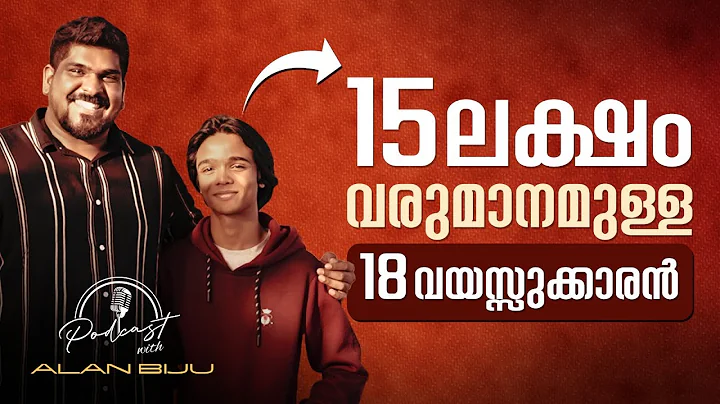 15 ലക്ഷം
വരുമാനമുള്ള
18 വയസ്സുക്കാരൻ
Podcast
with
ALAN BIJU